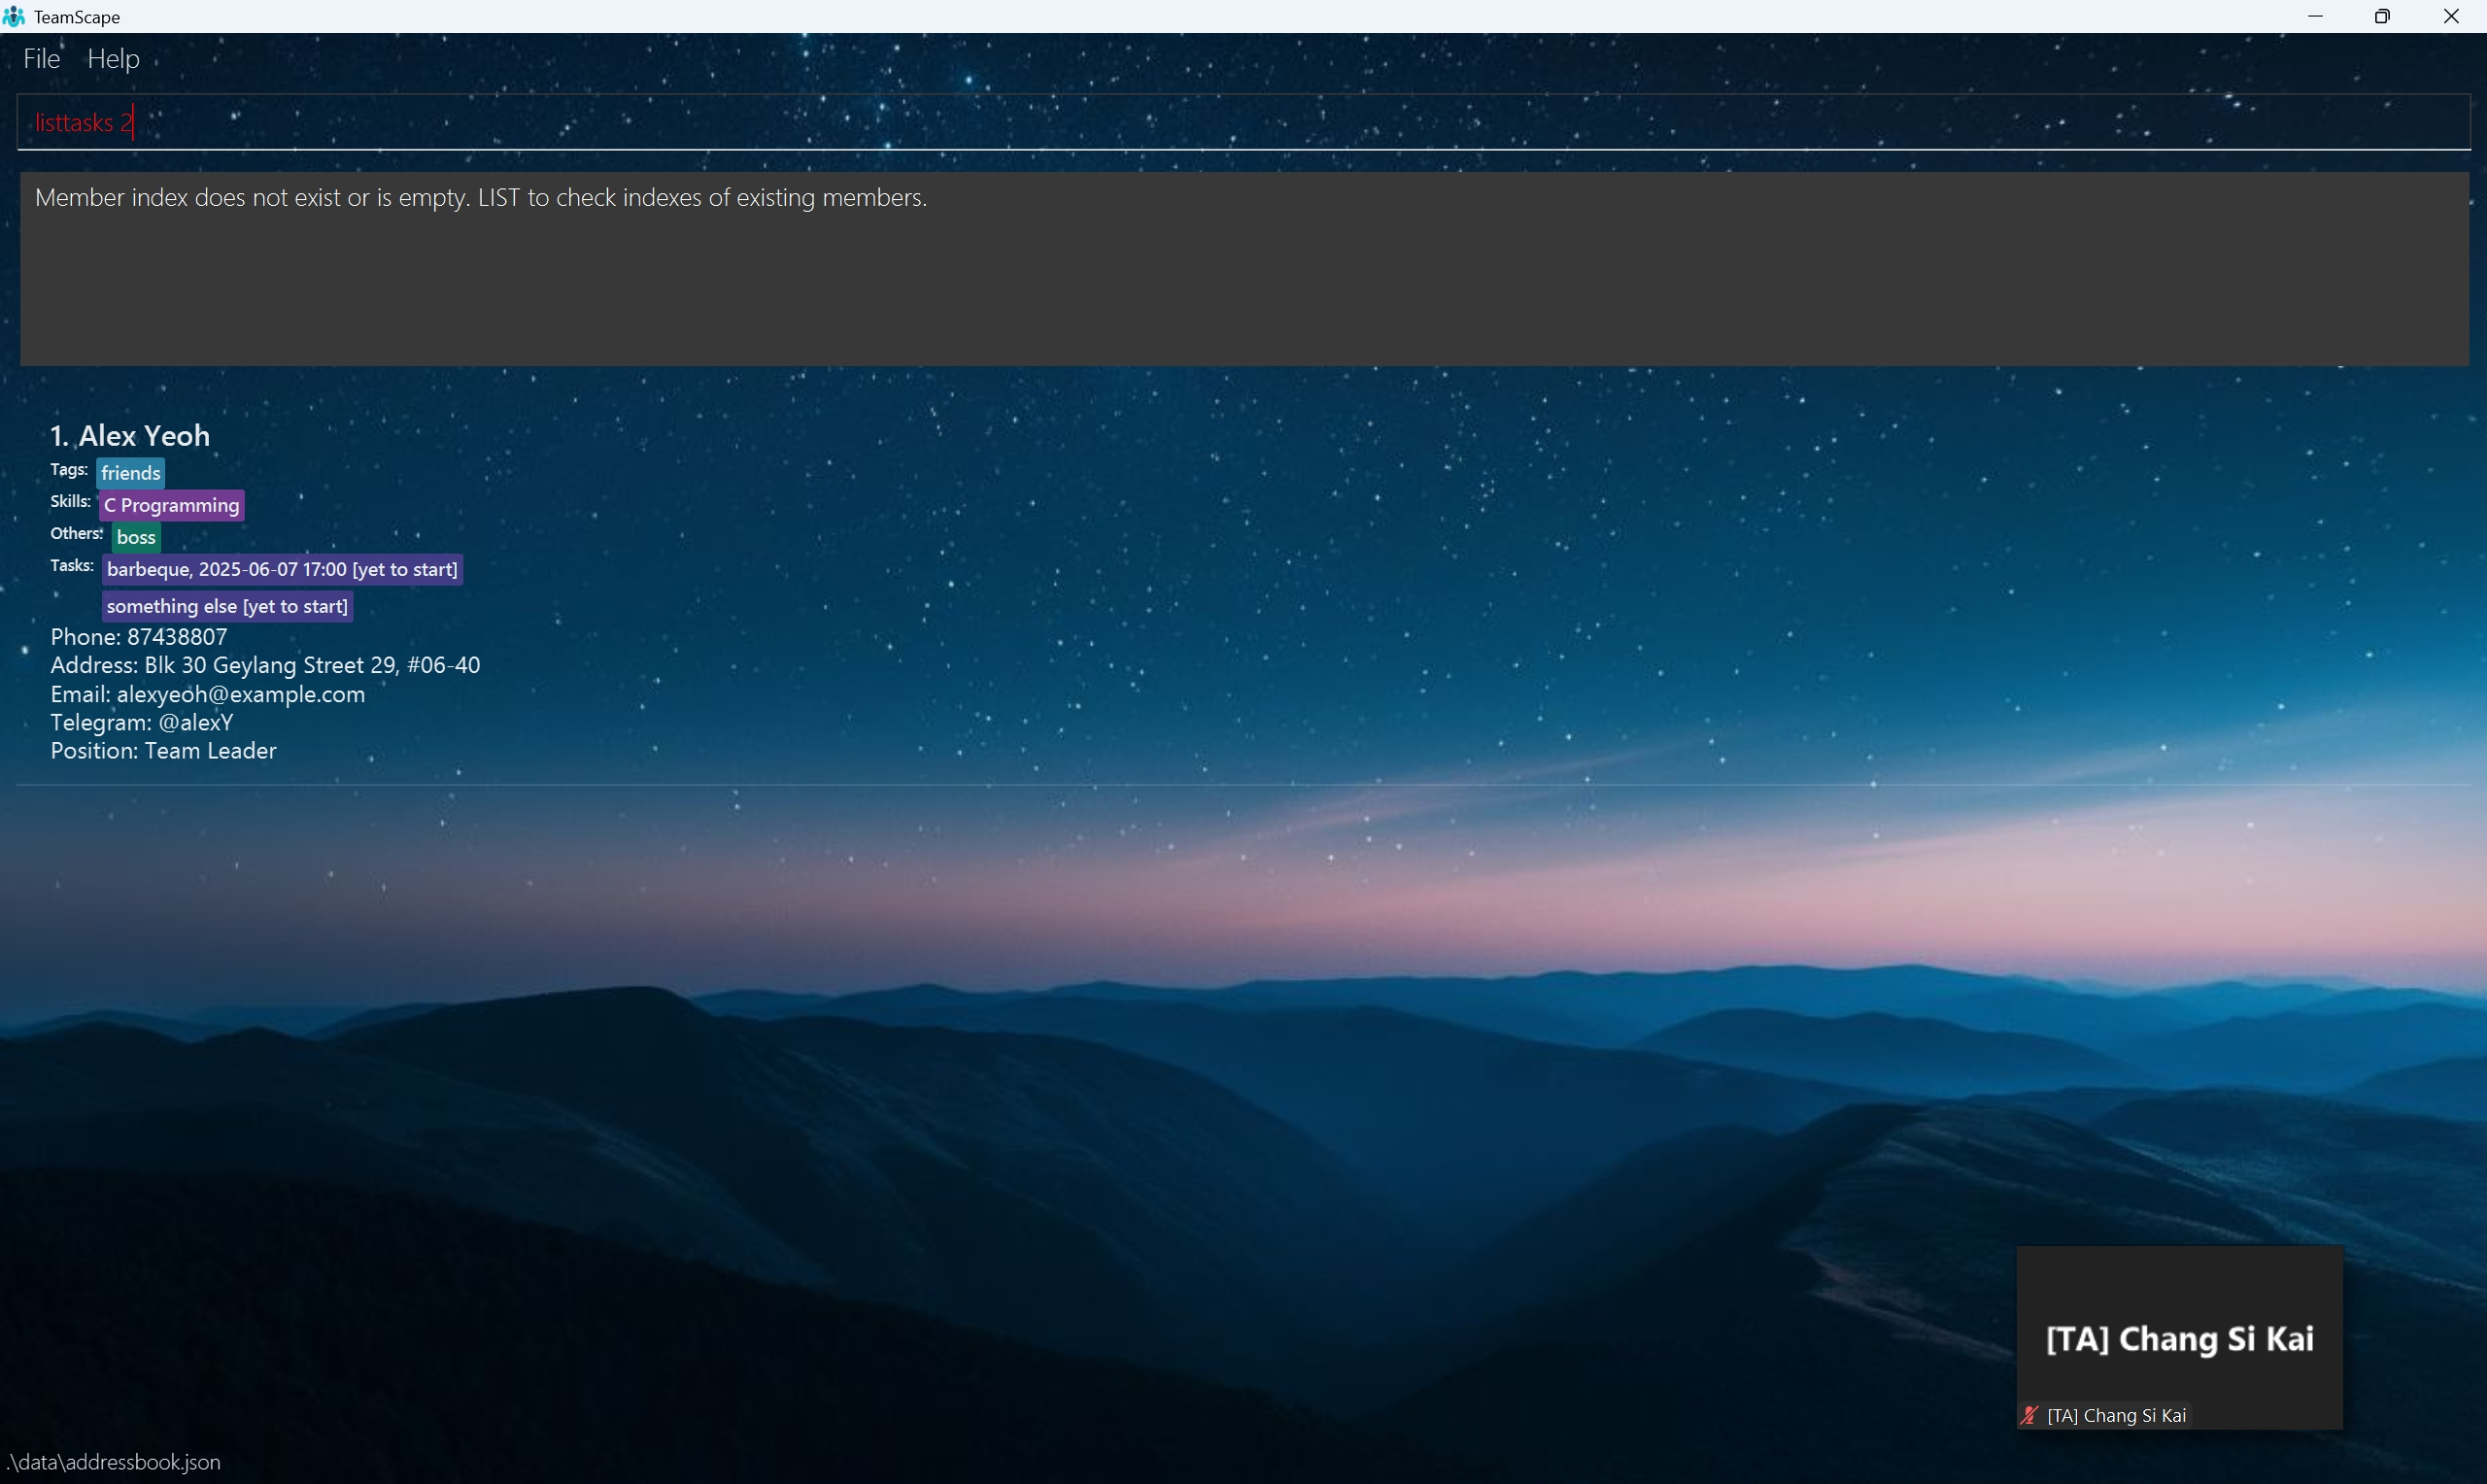 TeamScape
File Help
listtasks 2
Member index does not exist or is empty. LIST to check indexes of existing members.
1. Alex Yeoh
Tags: friends
Skills: C Programming
Others: boss
Tasks: barbeque, 2025-06-07 17:00 [yet to start]
something else [yet to start]
Phone: 87438807
Address: Blk 30 Geylang Street 29, #06-40
Email: alexyeoh@example.com
Telegram: @alexY
Position: Team Leader
[TA] Chang Si Kai
[TA] Chang Si Kai
.\data\addressbook.json